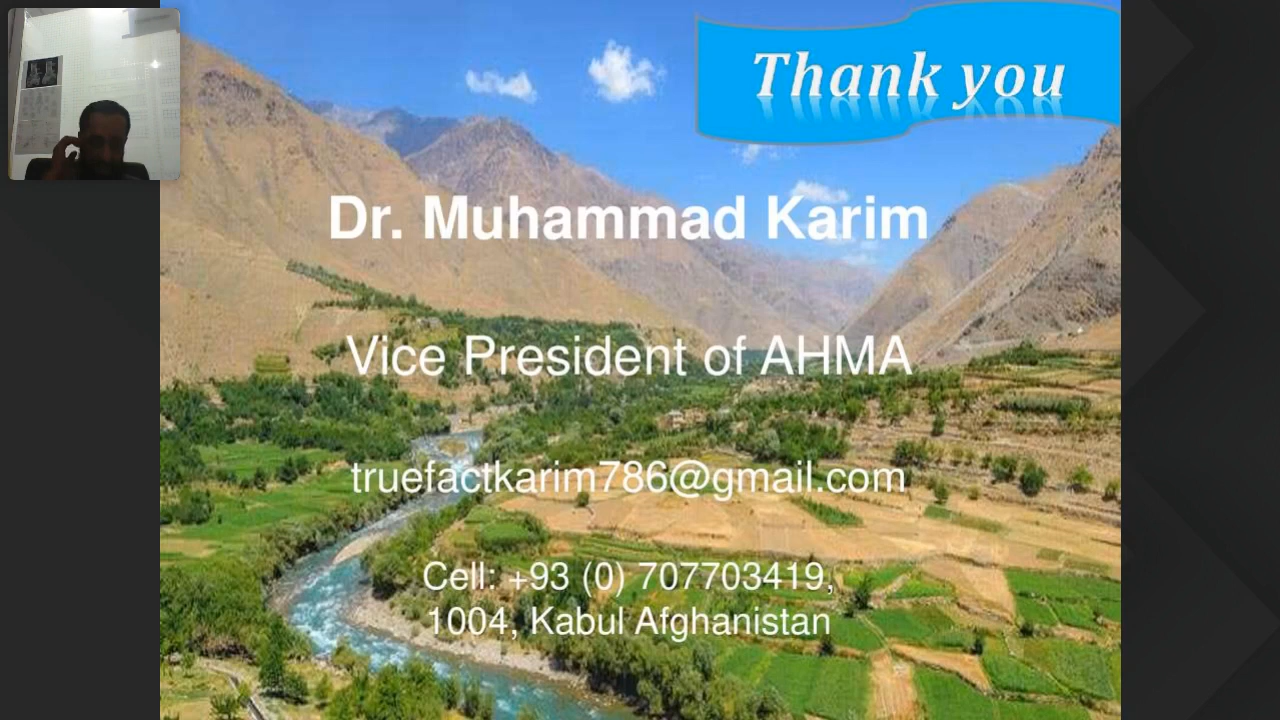 Thank you
Dr. Muhammad Karim
Vice President of AHMA
truefactkarim786@gmail.com
Cell: +93 (0) 707703419,
1004, Kabul Afghanistan